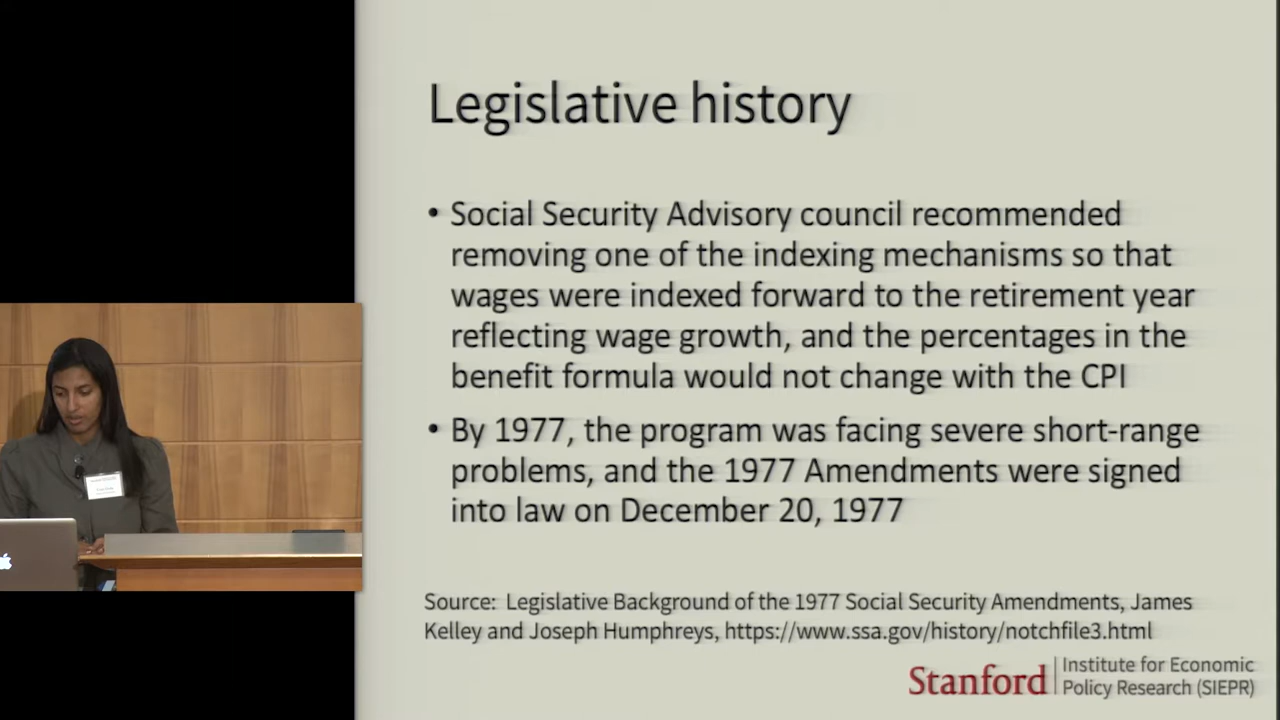 Legislative history
• Social Security Advisory council recommended
removing one of the indexing mechanisms so that
wages were indexed forward to the retirement year
reflecting wage growth, and the percentages in the
benefit formula would not change with the CPI
• By 1977, the program was facing severe short-range
problems, and the 1977 Amendments were signed
into law on December 20, 1977
Source: Legislative Background of the 1977 Social Security Amendments, James
Kelley and Joseph Humphreys, https://www.ssa.gov/history/notchfile3.html
Stanford
Institute for Economic
Policy Research (SIEPR)